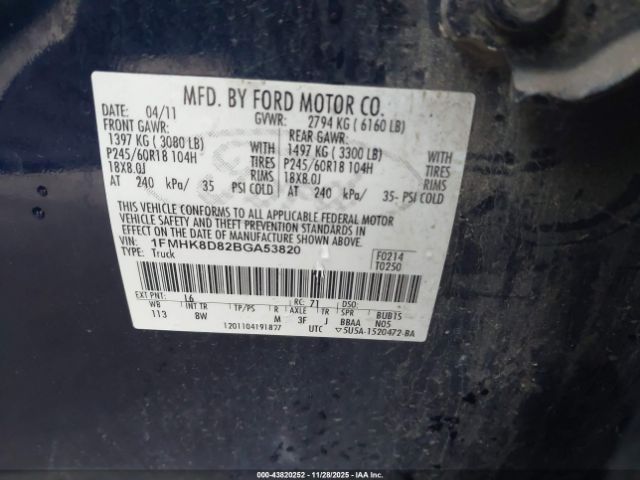 MFD. BY FORD MOTOR CO.
DATE: 04/11 GVWR: 2794 KG ( 6160 LB)
FRONT GAWR: REAR GAWR:
1397 KG ( 3080 LB) WITH 1497 KG ( 3300 LB) WITH
P245/60R18 104H TIRES P245/60R18 104H TIRES
18X8.0J RIMS 18X8.0J RIMS
AT 240 kPa/ 35 PSI COLD AT 240 kPa/ 35- PSI COLD
THIS VEHICLE CONFORMS TO ALL APPLICABLE FEDERAL MOTOR
VEHICLE SAFETY AND THEFT PREVENTION STANDARDS IN
EFFECT ON THE DATE OF MANUFACTURE SHOWN ABOVE.
VIN: 1FMHK8D82BGA53820 F0214
TYPE: Truck T0250
EXT PNT: L6 RC: 71 DSO:
WB INT TR TP/PS R AXLE TR SPR BUB15
113 8W M 3F J BBAA N05
1201104191827 UTC ▽5U5A-1520472-BA
000-43820252 - 11/28/2025 - IAAI.COM